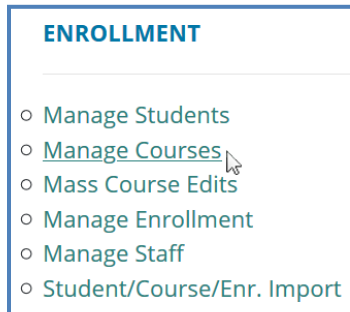 ENROLLMENT
Manage Students
Manage Courses
Mass Course Edits
Manage Enrollment
Manage Staff
Student/Course/Enr. Import